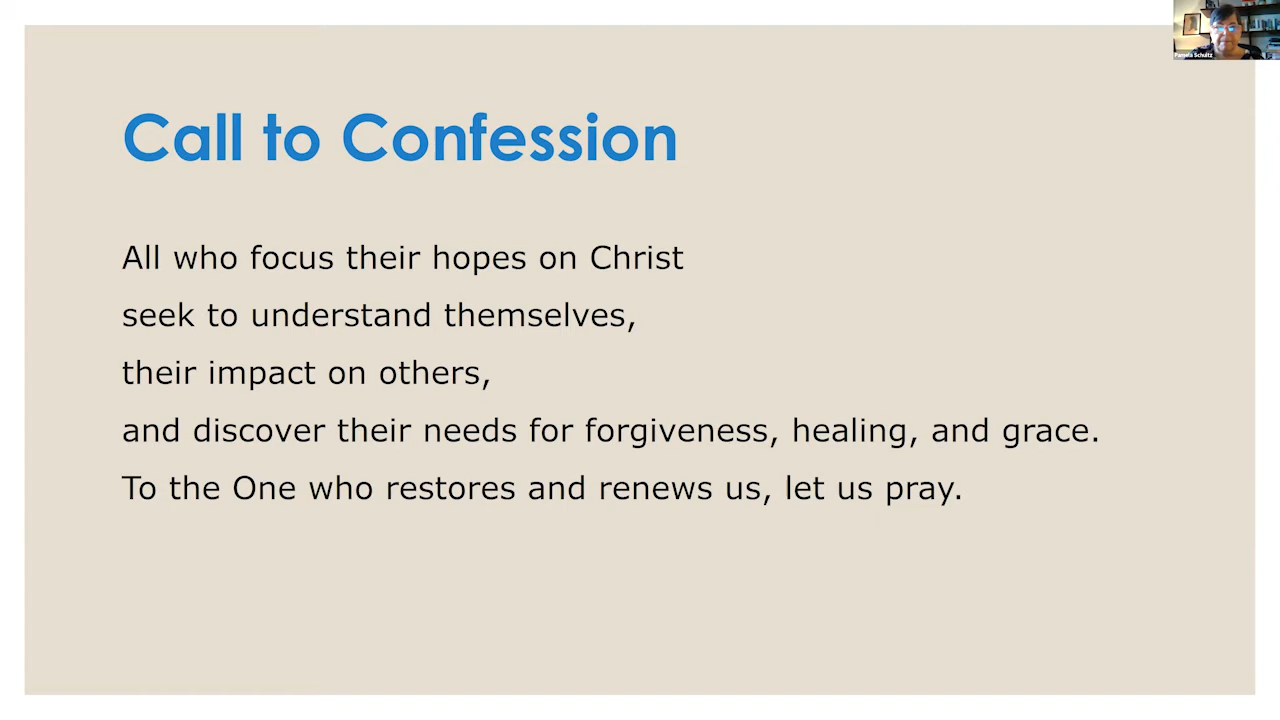 Call to Confession
All who focus their hopes on Christ
seek to understand themselves,
their impact on others,
and discover their needs for forgiveness, healing, and grace.
To the One who restores and renews us, let us pray.
Pamela Schultz